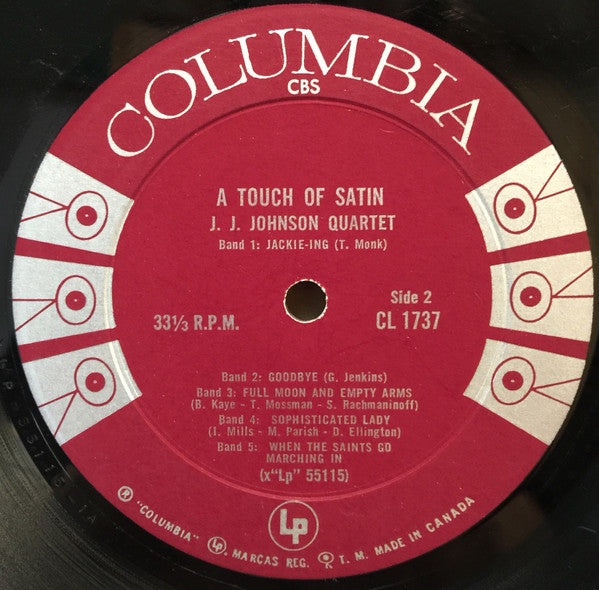 COLUMBIA
CBS
A TOUCH OF SATIN
J. J. JOHNSON QUARTET
Band 1: JACKIE-ING (T. Monk)
33⅓ R.P.M.
Side 2
CL 1737
Band 2: GOODBYE (G. Jenkins)
Band 3: FULL MOON AND EMPTY ARMS
(B. Kaye - T. Mossman - S. Rachmaninoff)
Band 4: SOPHISTICATED LADY
(I. Mills - M. Parish - D. Ellington)
Band 5: WHEN THE SAINTS GO
MARCHING IN
(x"Lp" 55115)
Lp
® "COLUMBIA" Lp, MARCAS REG. T. M. MADE IN CANADA